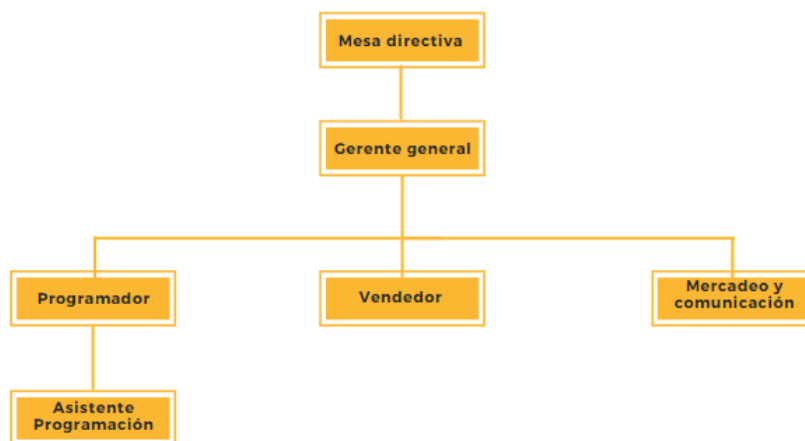 Mesa directiva
Gerente general
Programador
Vendedor
Mercadeo y
comunicación
Asistente
Programación